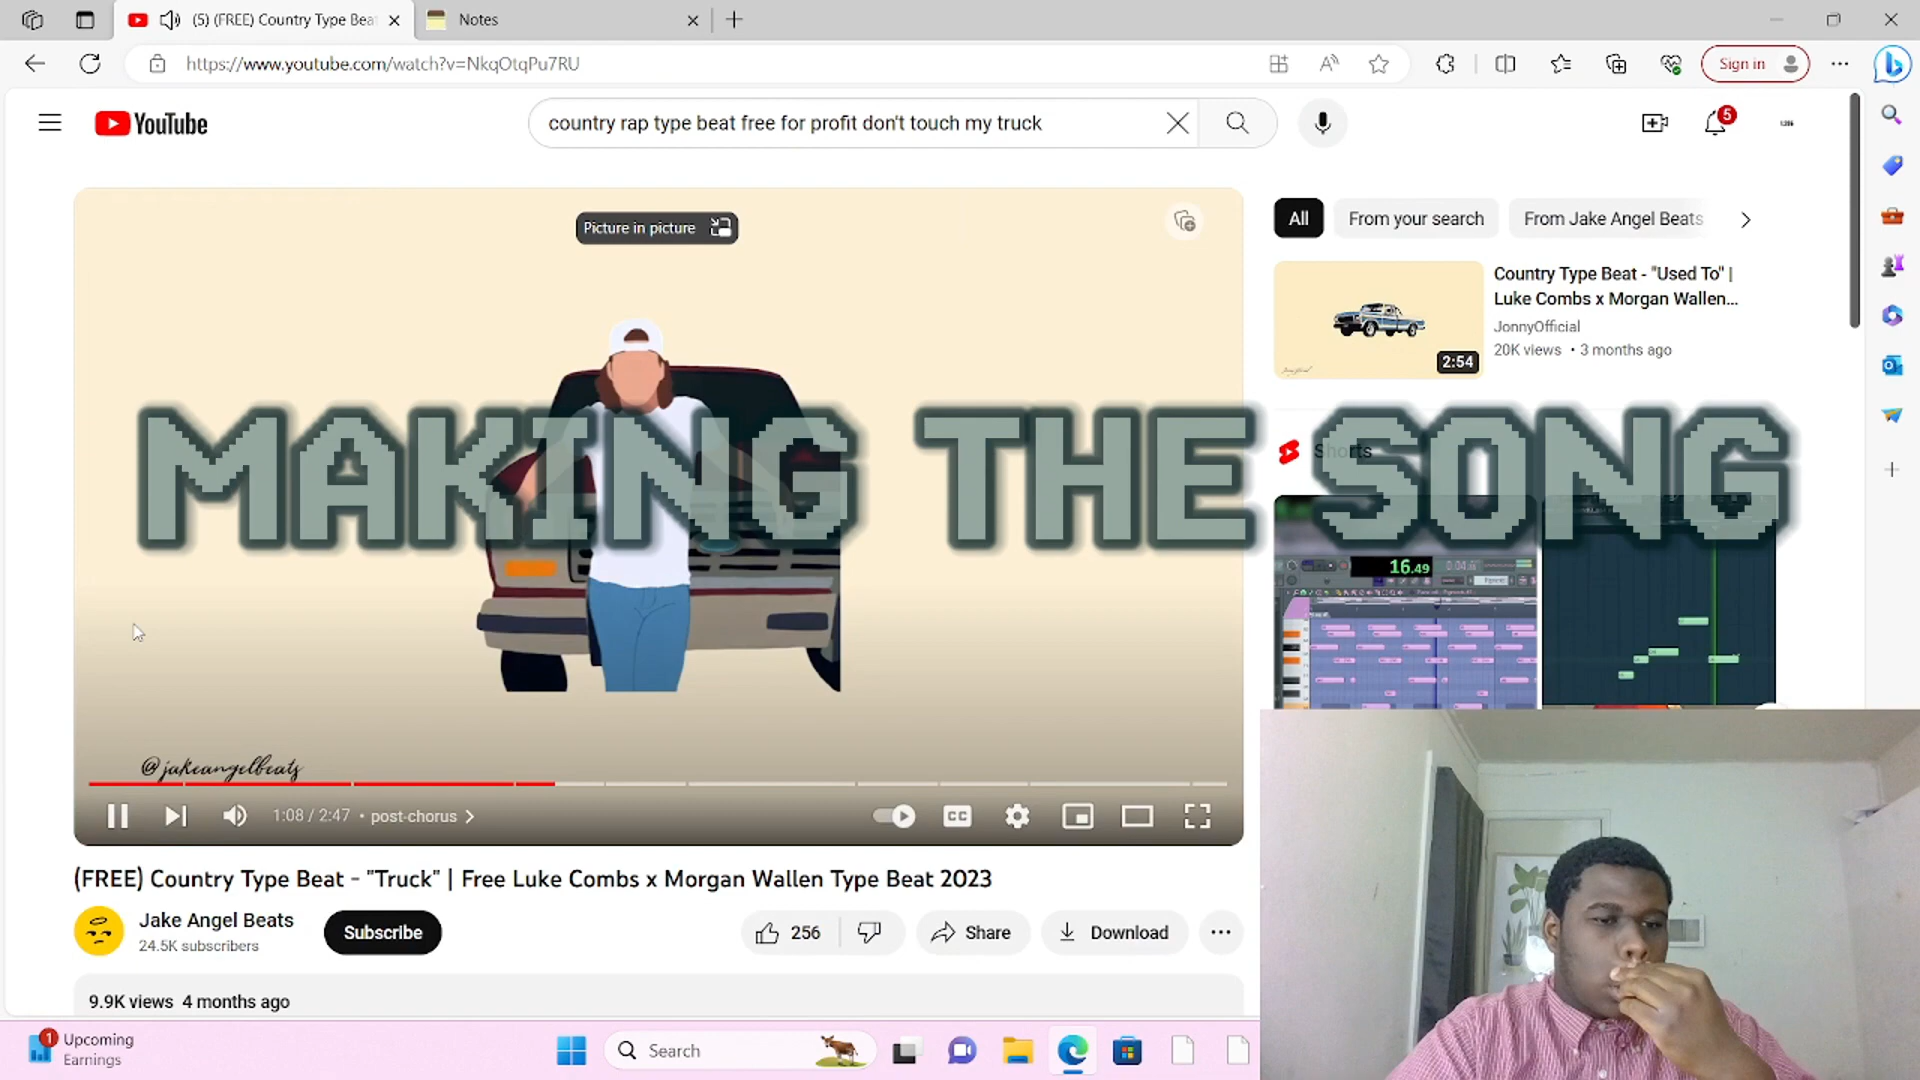 (5) (FREE) Country Type Bea
Notes
https://www.youtube.com/watch?v=NkqOtqPu7RU
Sign in
YouTube
country rap type beat free for profit don't touch my truck
5
Picture in picture
All
From your search
From Jake Angel Beats
Country Type Beat - "Used To" |
Luke Combs x Morgan Wallen...
JonnyOfficial
20K views • 3 months ago
2:54
MAKING THE SONG
Shorts
16.49
@jakeangelbeats
1:08 / 2:47 • post-chorus
CC
(FREE) Country Type Beat - "Truck" | Free Luke Combs x Morgan Wallen Type Beat 2023
Jake Angel Beats
24.5K subscribers
Subscribe
256
Share
Download
9.9K views 4 months ago
1
Upcoming
Earnings
Search